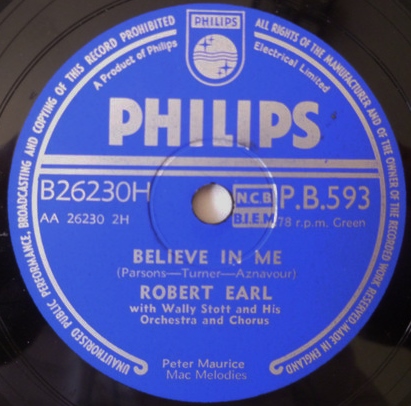 UNAUTHORISED PUBLIC PERFORMANCE, BROADCASTING AND COPYING OF THIS RECORD PROHIBITED
ALL RIGHTS OF THE MANUFACTURER AND OF THE OWNER OF THE RECORDED WORK RESERVED MADE IN ENGLAND
PHILIPS
A Product of Philips Electrical Limited
PHILIPS
B26230H N.C.B. P.B.593
AA 26230 2H B.I.E.M. 78 r.p.m. Green
BELIEVE IN ME
(Parsons—Turner—Aznavour)
ROBERT EARL
with Wally Stott and His
Orchestra and Chorus
Peter Maurice
Mac Melodies